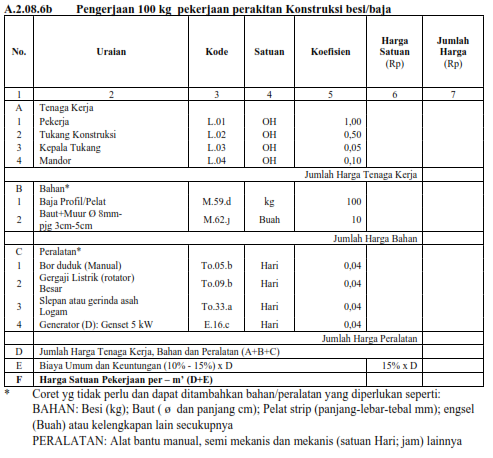 A.2.08.6b Pengerjaan 100 kg pekerjaan perakitan Konstruksi besi/baja
No. Uraian Kode Satuan Koefisien Harga Satuan (Rp) Jumlah Harga (Rp)
1 2 3 4 5 6 7
A Tenaga Kerja
1 Pekerja L.01 OH 1,00
2 Tukang Konstruksi L.02 OH 0,50
3 Kepala Tukang L.03 OH 0,05
4 Mandor L.04 OH 0,10
Jumlah Harga Tenaga Kerja
B Bahan*
1 Baja Profil/Pelat M.59.d kg 100
2 Baut+Muur Ø 8mm-pjg 3cm-5cm M.62.j Buah 10
Jumlah Harga Bahan
C Peralatan*
1 Bor duduk (Manual) To.05.b Hari 0,04
2 Gergaji Listrik (rotator) Besar To.09.b Hari 0,04
3 Slepan atau gerinda asah Logam To.33.a Hari 0,04
4 Generator (D): Genset 5 kW E.16.c Hari 0,04
Jumlah Harga Peralatan
D Jumlah Harga Tenaga Kerja, Bahan dan Peralatan (A+B+C)
E Biaya Umum dan Keuntungan (10% - 15%) x D 15% x D
F Harga Satuan Pekerjaan per – m' (D+E)
* Coret yg tidak perlu dan dapat ditambahkan bahan/peralatan yang diperlukan seperti:
BAHAN: Besi (kg); Baut ( ø dan panjang cm); Pelat strip (panjang-lebar-tebal mm); engsel
(Buah) atau kelengkapan lain secukupnya
PERALATAN: Alat bantu manual, semi mekanis dan mekanis (satuan Hari; jam) lainnya